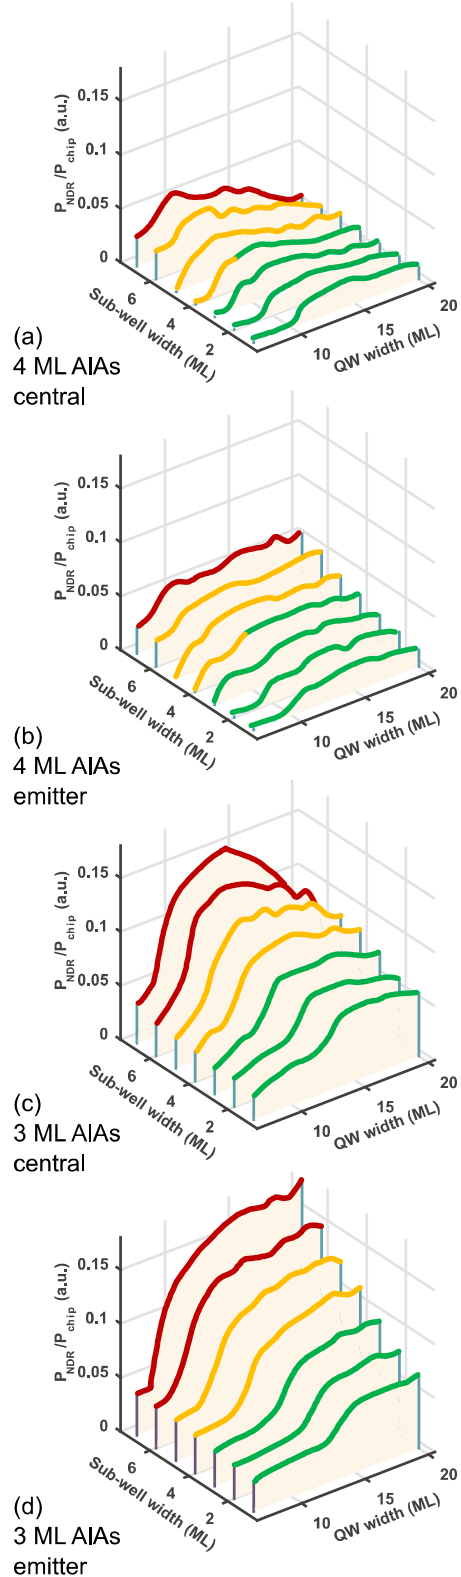 0.15
0.1
0.05
0
P_NDR/P_chip (a.u.)
6
4
2
Sub-well width (ML)
10
15
20
QW width (ML)
(a)
4 ML AlAs
central
0.15
0.1
0.05
0
P_NDR/P_chip (a.u.)
6
4
2
Sub-well width (ML)
10
15
20
QW width (ML)
(b)
4 ML AlAs
emitter
0.15
0.1
0.05
0
P_NDR/P_chip (a.u.)
6
4
2
Sub-well width (ML)
10
15
20
QW width (ML)
(c)
3 ML AlAs
central
0.15
0.1
0.05
0
P_NDR/P_chip (a.u.)
6
4
2
Sub-well width (ML)
10
15
20
QW width (ML)
(d)
3 ML AlAs
emitter